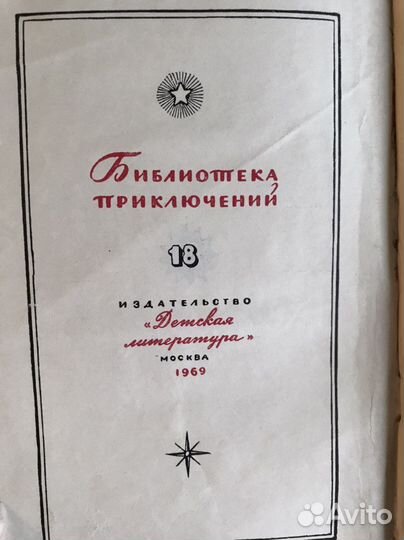 Библиотека
приключений
18
ИЗДАТЕЛЬСТВО
«Детская
литература»
МОСКВА
1969
Avito